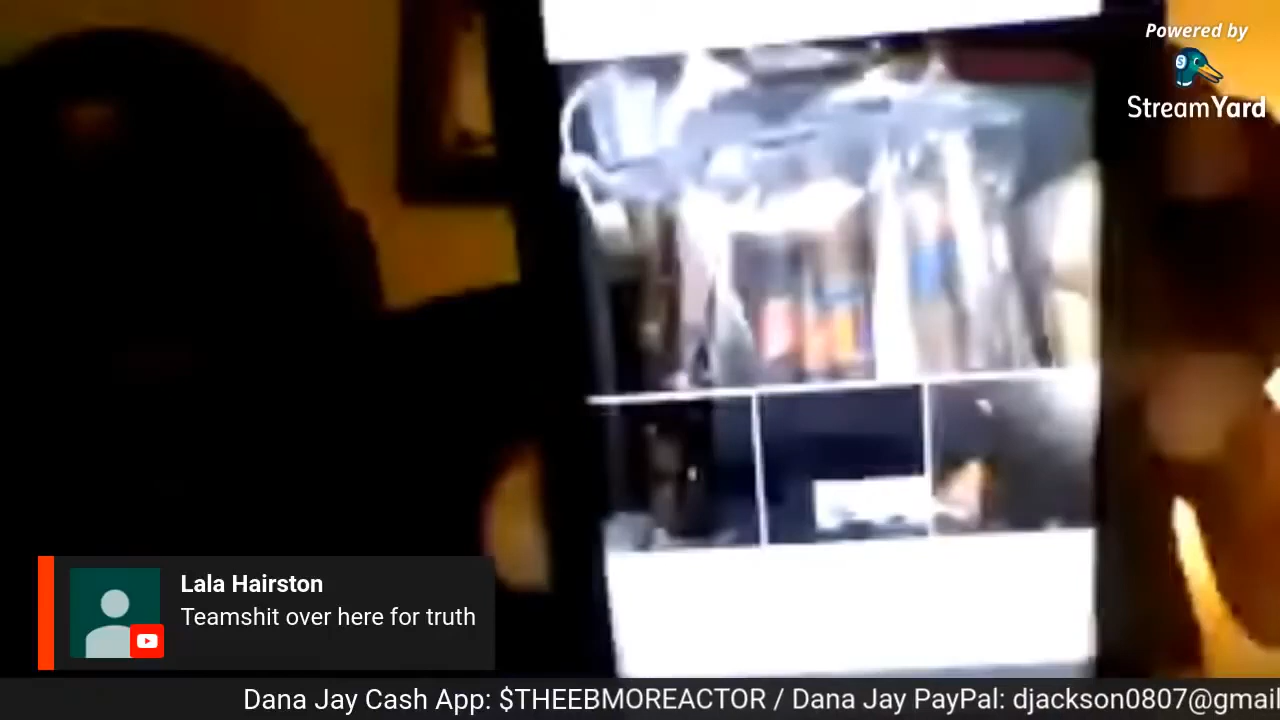 Powered by
StreamYard
Lala Hairston
Teamshit over here for truth
Dana Jay Cash App: $THEEBMOREACTOR / Dana Jay PayPal: djackson0807@gmail